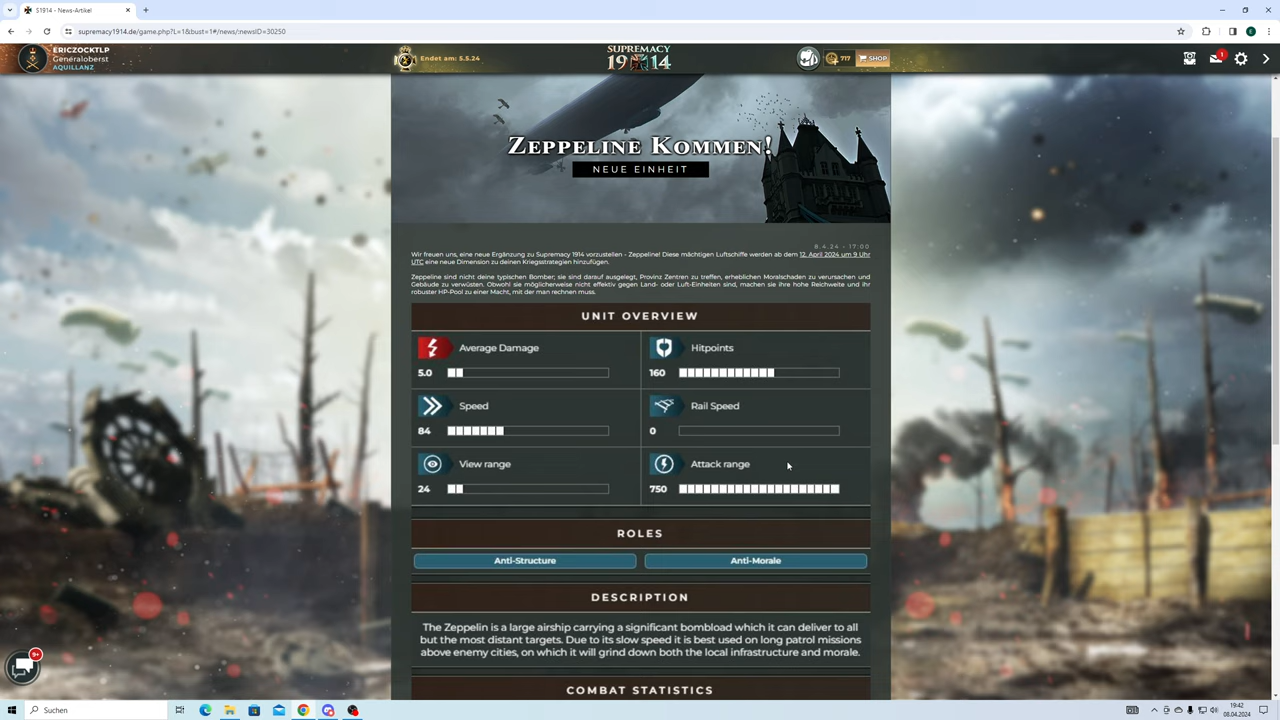 S1914 - News-Artikel
supremacy1914.de/game.php?L=1&bust=1#/news/:newsID=30250
ERICZOCKTLP
Generaloberst
AQUILLANZ
Endet am: 5.5.24
SUPREMACY
1914
717
SHOP
1
ZEPPELINE KOMMEN!
NEUE EINHEIT
8.4.24 - 17:00
Wir freuen uns, eine neue Ergänzung zu Supremacy 1914 vorzustellen - Zeppeline! Diese mächtigen Luftschiffe werden ab dem 12. April 2024 um 9 Uhr
UTC eine neue Dimension zu deinen Kriegsstrategien hinzufügen.
Zeppeline sind nicht deine typischen Bomber; sie sind darauf ausgelegt, Provinz Zentren zu treffen, erheblichen Moralschaden zu verursachen und
Gebäude zu verwüsten. Obwohl sie möglicherweise nicht effektiv gegen Land- oder Luft-Einheiten sind, machen sie ihre hohe Reichweite und ihr
robuster HP-Pool zu einer Macht, mit der man rechnen muss.
UNIT OVERVIEW
Average Damage
5.0
Hitpoints
160
Speed
84
Rail Speed
0
View range
24
Attack range
750
ROLES
Anti-Structure
Anti-Morale
DESCRIPTION
The Zeppelin is a large airship carrying a significant bombload which it can deliver to all
but the most distant targets. Due to its slow speed it is best used on long patrol missions
above enemy cities, on which it will grind down both the local infrastructure and morale.
COMBAT STATISTICS
9+
Suchen
19:42
08.04.2024